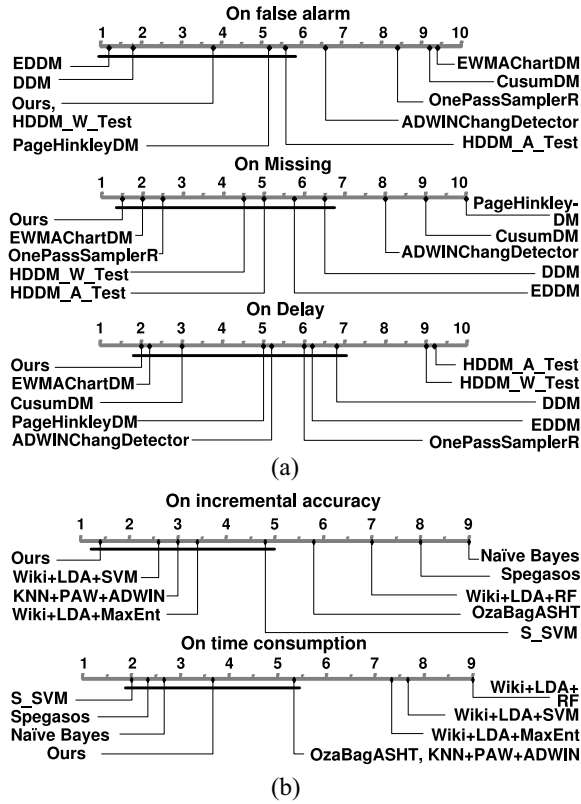 On false alarm
1 2 3 4 5 6 7 8 9 10
EDDM
EWMAChartDM
DDM
CusumDM
Ours,
OnePassSamplerR
HDDM_W_Test
ADWINChangDetector
PageHinkleyDM
HDDM_A_Test
On Missing
1 2 3 4 5 6 7 8 9 10
Ours
PageHinkley-
DM
EWMAChartDM
CusumDM
OnePassSamplerR
ADWINChangDetector
HDDM_W_Test
DDM
HDDM_A_Test
EDDM
On Delay
1 2 3 4 5 6 7 8 9 10
Ours
HDDM_A_Test
EWMAChartDM
HDDM_W_Test
CusumDM
DDM
PageHinkleyDM
EDDM
ADWINChangDetector
OnePassSamplerR
(a)
On incremental accuracy
1 2 3 4 5 6 7 8 9
Ours
Naïve Bayes
Wiki+LDA+SVM
Spegasos
KNN+PAW+ADWIN
Wiki+LDA+RF
Wiki+LDA+MaxEnt
OzaBagASHT
S_SVM
On time consumption
1 2 3 4 5 6 7 8 9
S_SVM
Wiki+LDA+
RF
Spegasos
Wiki+LDA+SVM
Naïve Bayes
Wiki+LDA+MaxEnt
Ours
OzaBagASHT, KNN+PAW+ADWIN
(b)